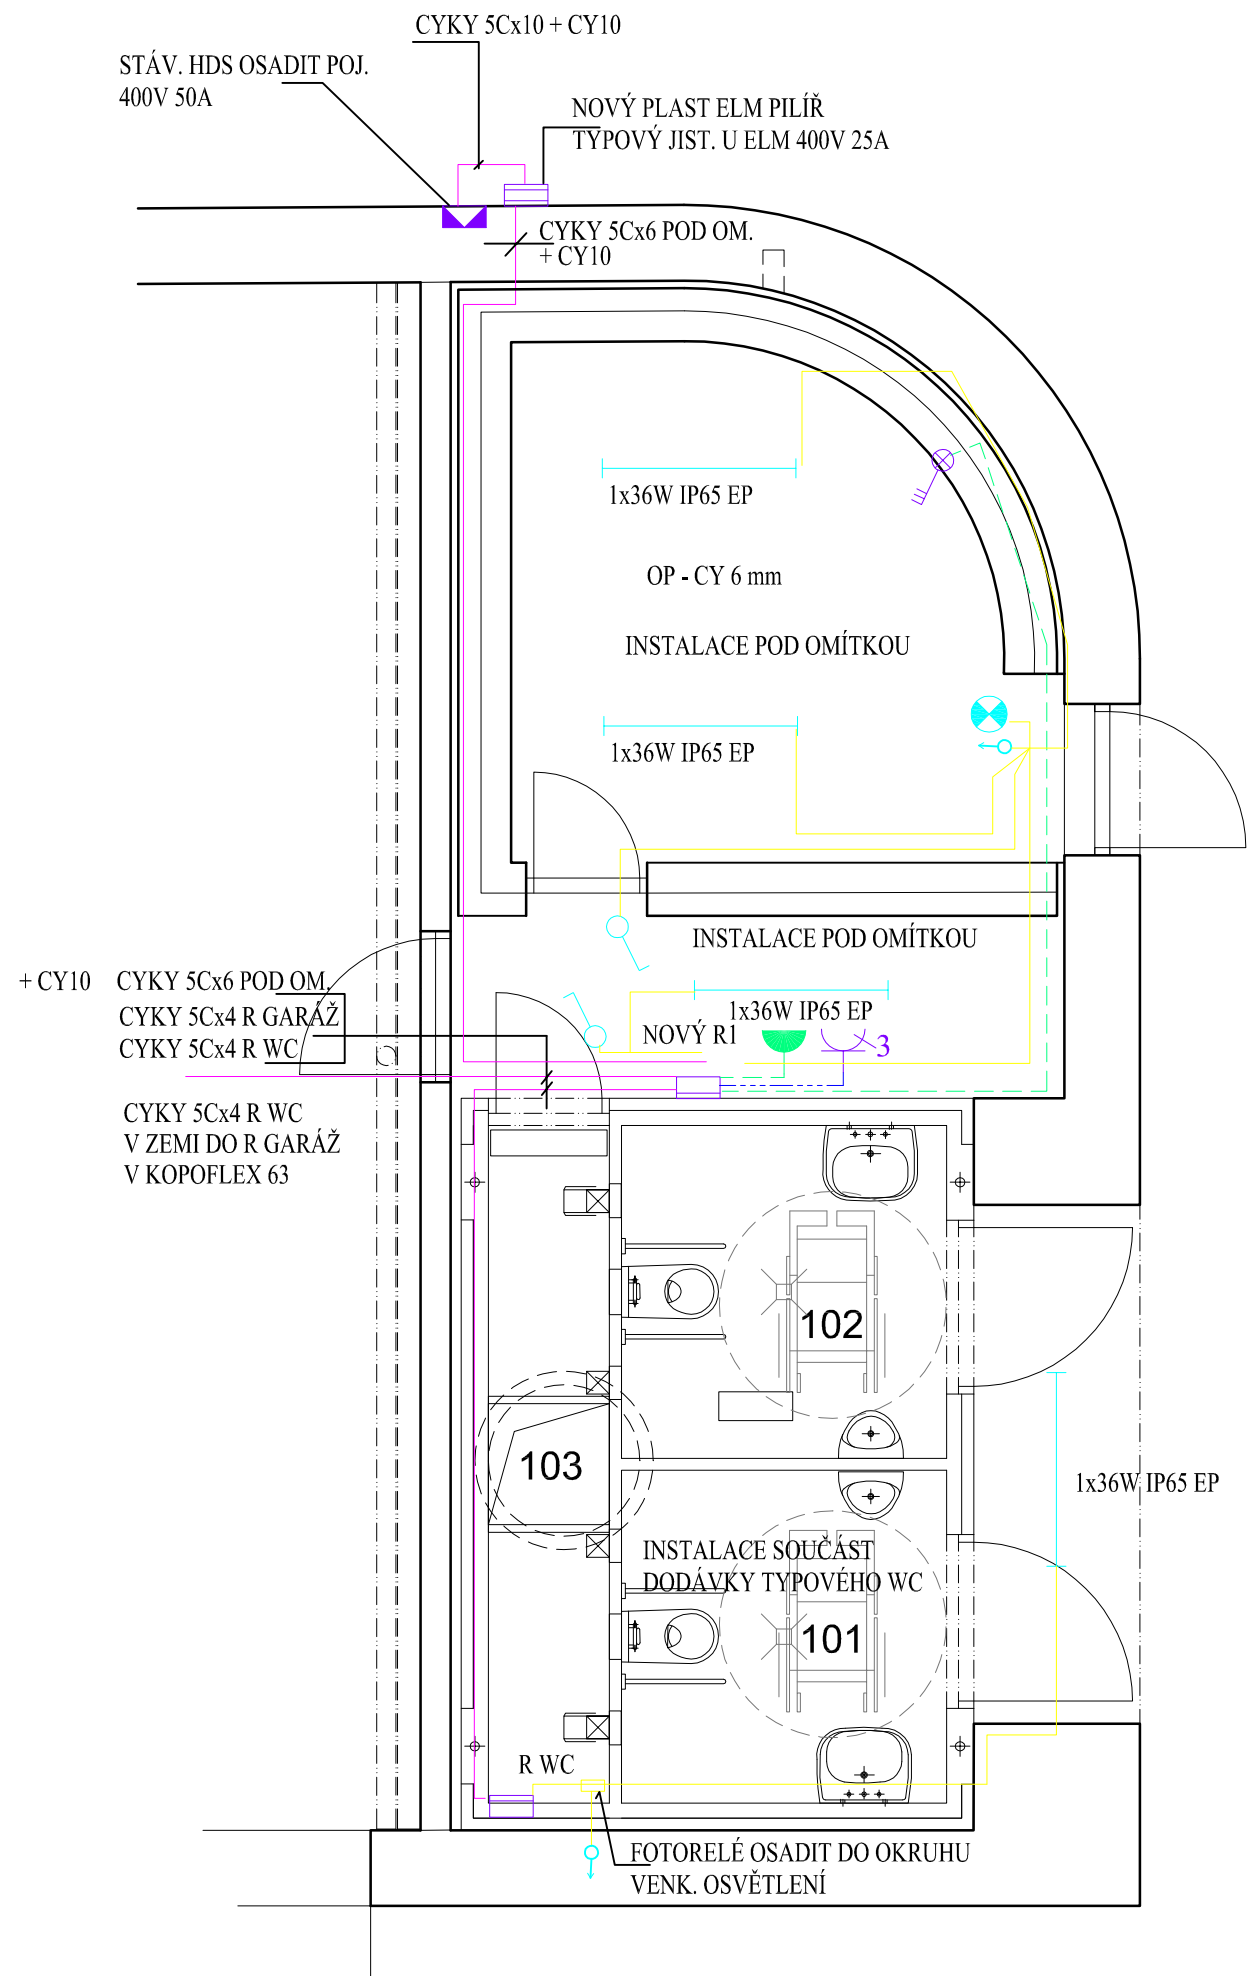 CYKY 5Cx10 + CY10
STÁV. HDS OSADIT POJ.
400V 50A
NOVÝ PLAST ELM PILÍŘ
TYPOVÝ JIST. U ELM 400V 25A
CYKY 5Cx6 POD OM.
+ CY10
1x36W IP65 EP
OP - CY 6 mm
INSTALACE POD OMÍTKOU
1x36W IP65 EP
INSTALACE POD OMÍTKOU
+ CY10 CYKY 5Cx6 POD OM.
CYKY 5Cx4 R GARÁŽ
CYKY 5Cx4 R WC
1x36W IP65 EP
NOVÝ R1
3
CYKY 5Cx4 R WC
V ZEMI DO R GARÁŽ
V KOPOFLEX 63
102
103
1x36W IP65 EP
INSTALACE SOUČÁST
DODÁVKY TYPOVÉHO WC
101
R WC
FOTORELÉ OSADIT DO OKRUHU
VENK. OSVĚTLENÍ